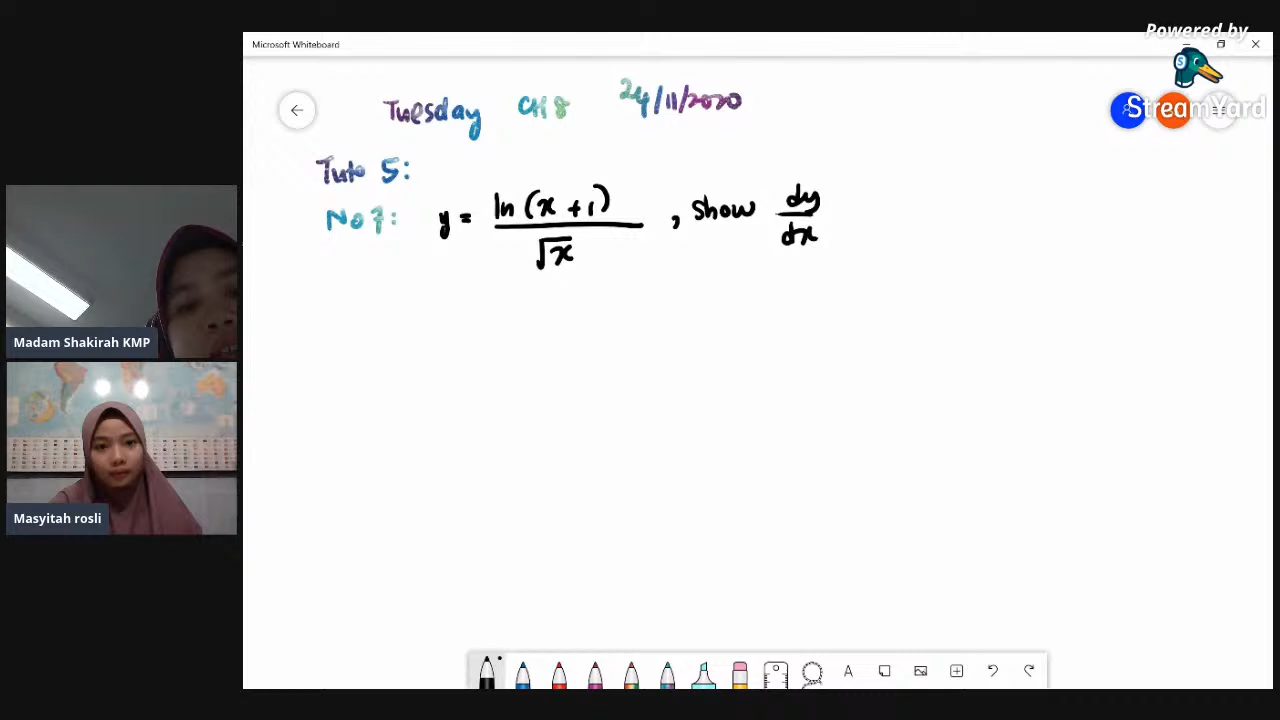 Powered by
StreamYard
Microsoft Whiteboard
Tuesday CH 8 24/11/2020
Tuto 5:
No 7: y = ln (x + 1) / √x , show dy/dx
Madam Shakirah KMP
Masyitah rosli
A